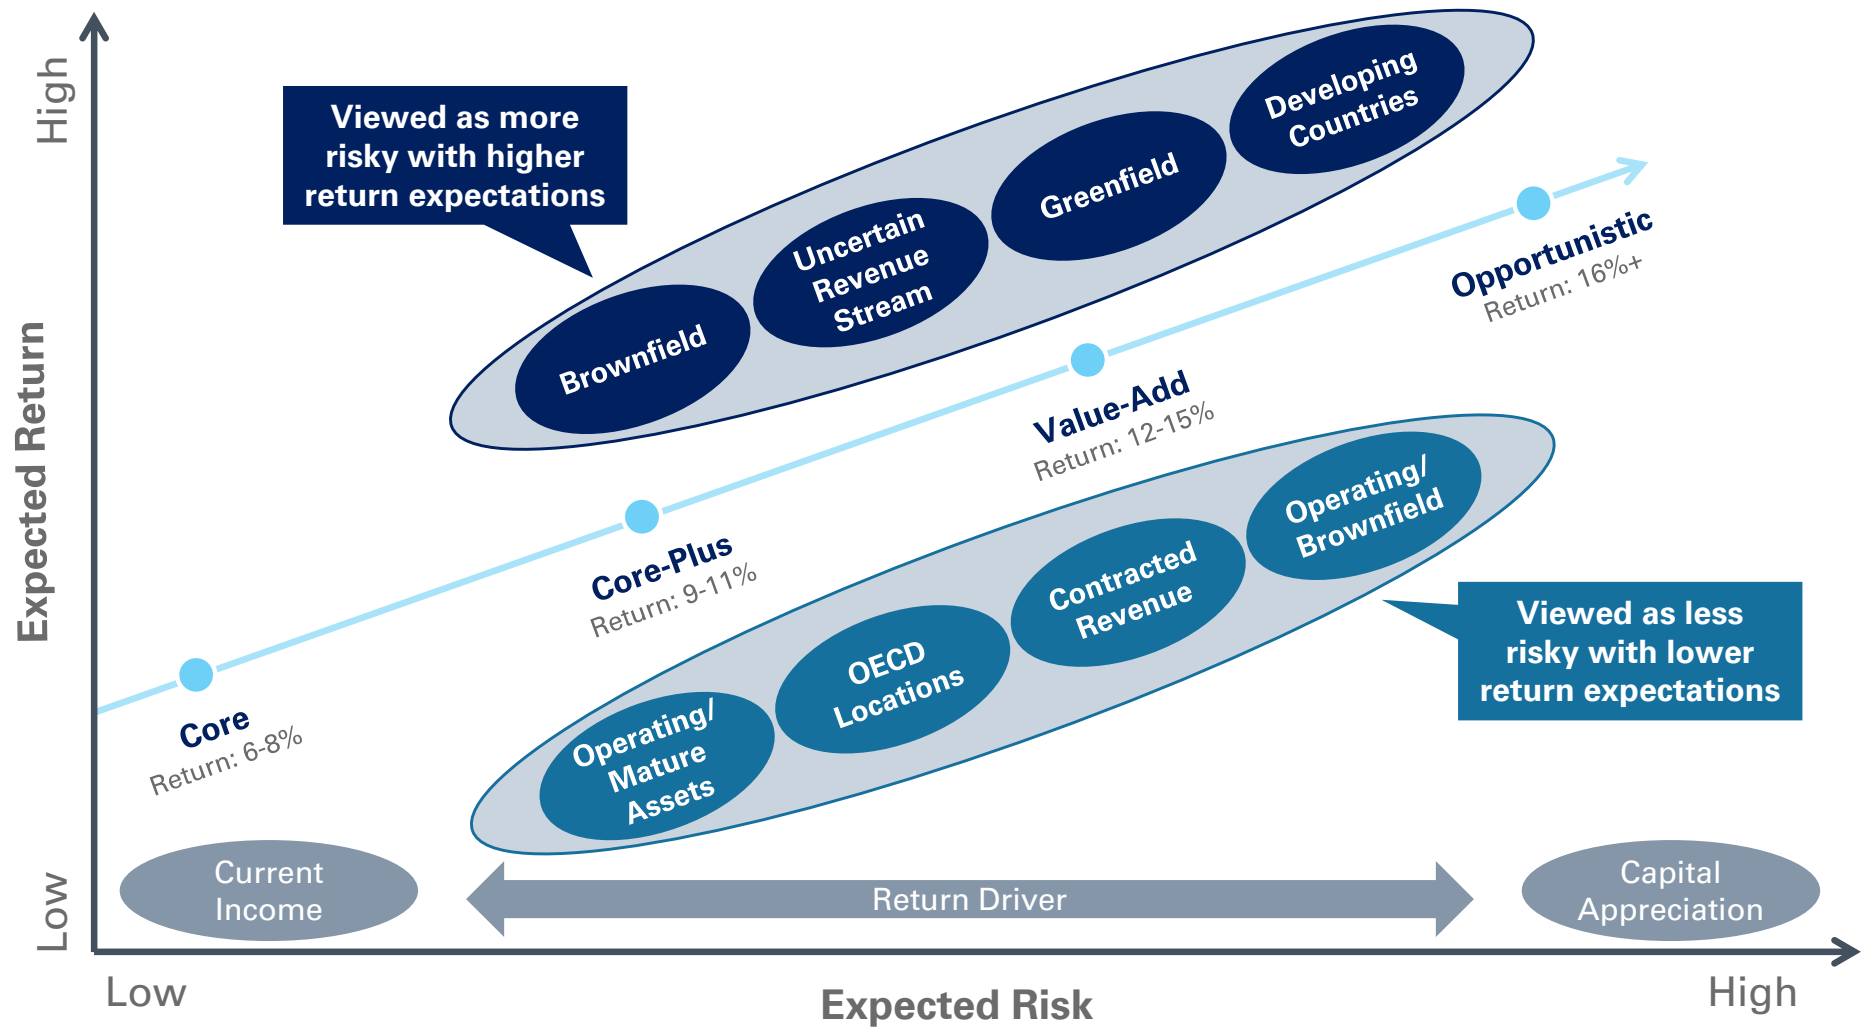 High
Expected Return
Low
Viewed as more
risky with higher
return expectations
Brownfield
Uncertain
Revenue
Stream
Greenfield
Developing
Countries
Core
Return: 6-8%
Core-Plus
Return: 9-11%
Value-Add
Return: 12-15%
Opportunistic
Return: 16%+
Operating/
Mature
Assets
OECD
Locations
Contracted
Revenue
Operating/
Brownfield
Viewed as less
risky with lower
return expectations
Current
Income
Return Driver
Capital
Appreciation
Low
Expected Risk
High